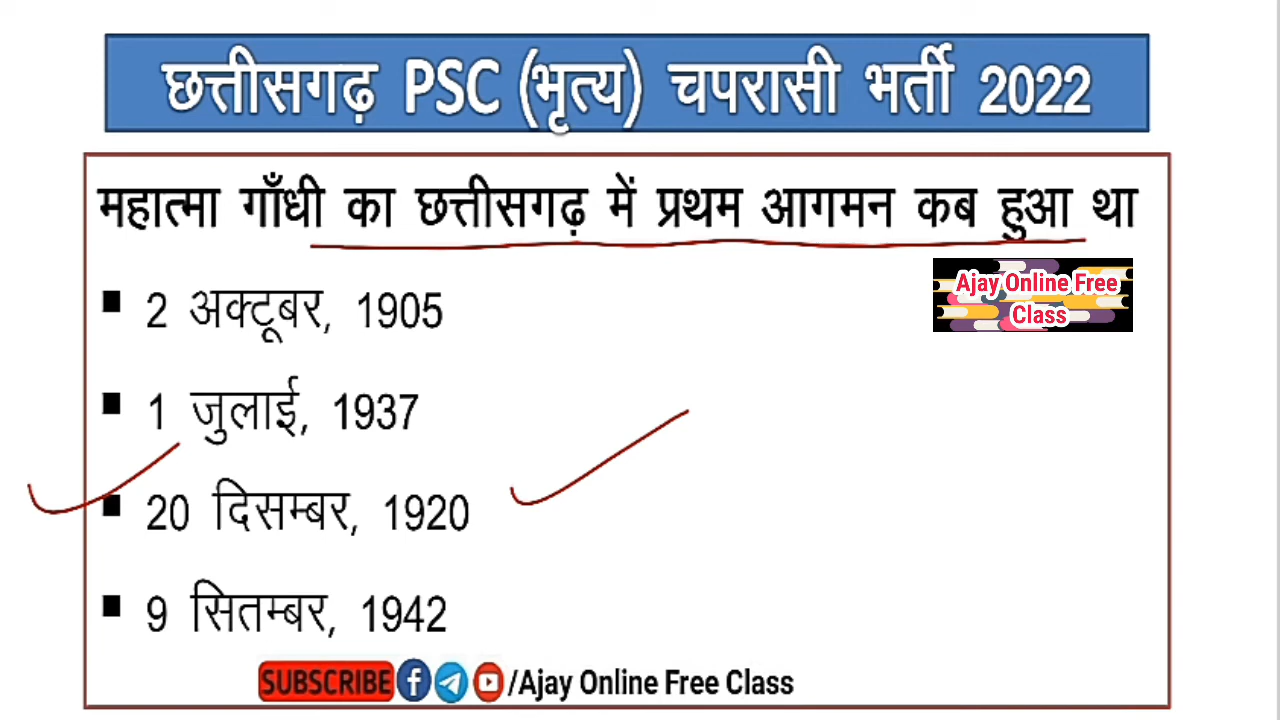 छत्तीसगढ़ PSC (भृत्य) चपरासी भर्ती 2022
महात्मा गाँधी का छत्तीसगढ़ में प्रथम आगमन कब हुआ था
Ajay Online Free
Class
2 अक्टूबर, 1905
1 जुलाई, 1937
20 दिसम्बर, 1920
9 सितम्बर, 1942
SUBSCRIBE /Ajay Online Free Class